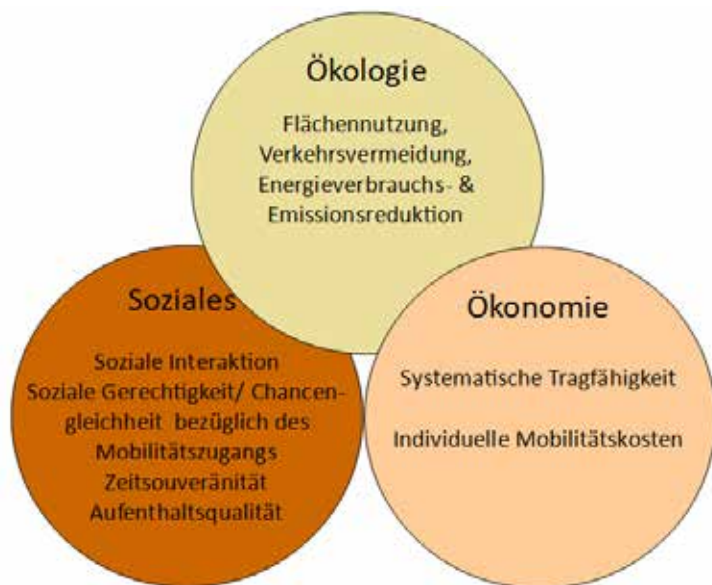 Ökologie
Flächennutzung,
Verkehrsvermeidung,
Energieverbrauchs- &
Emissionsreduktion
Soziales
Soziale Interaktion
Soziale Gerechtigkeit/ Chancen-
gleichheit bezüglich des
Mobilitätszugangs
Zeitsouveränität
Aufenthaltsqualität
Ökonomie
Systematische Tragfähigkeit
Individuelle Mobilitätskosten